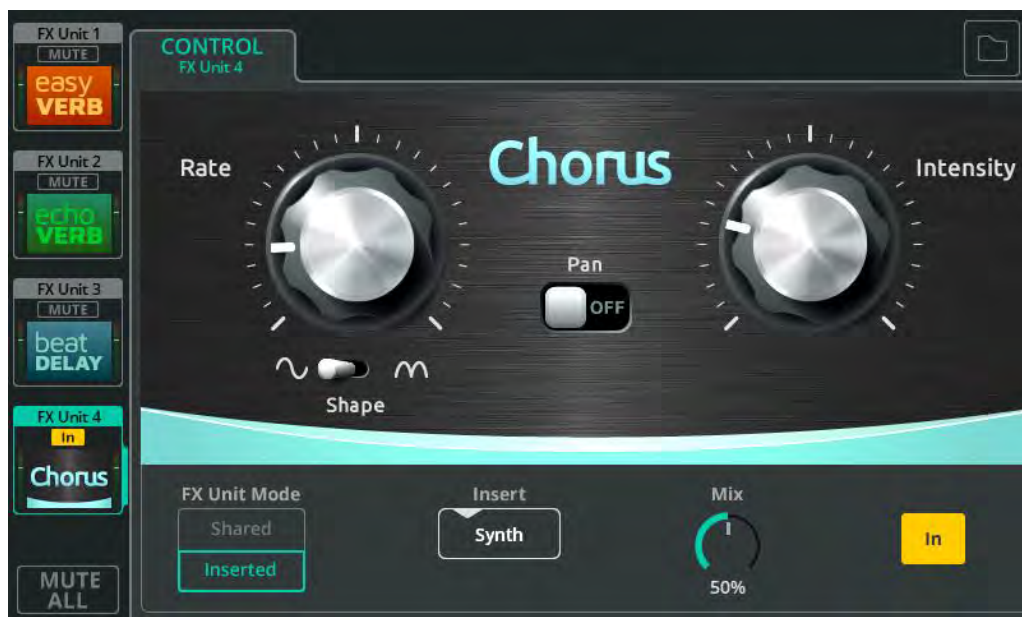 FX Unit 1
MUTE
easy
VERB
FX Unit 2
MUTE
echo
VERB
FX Unit 3
MUTE
beat
DELAY
FX Unit 4
In
Chorus
MUTE
ALL
CONTROL
FX Unit 4
Rate
Chorus
Intensity
Pan
OFF
Shape
FX Unit Mode
Shared
Inserted
Insert
Synth
Mix
50%
In